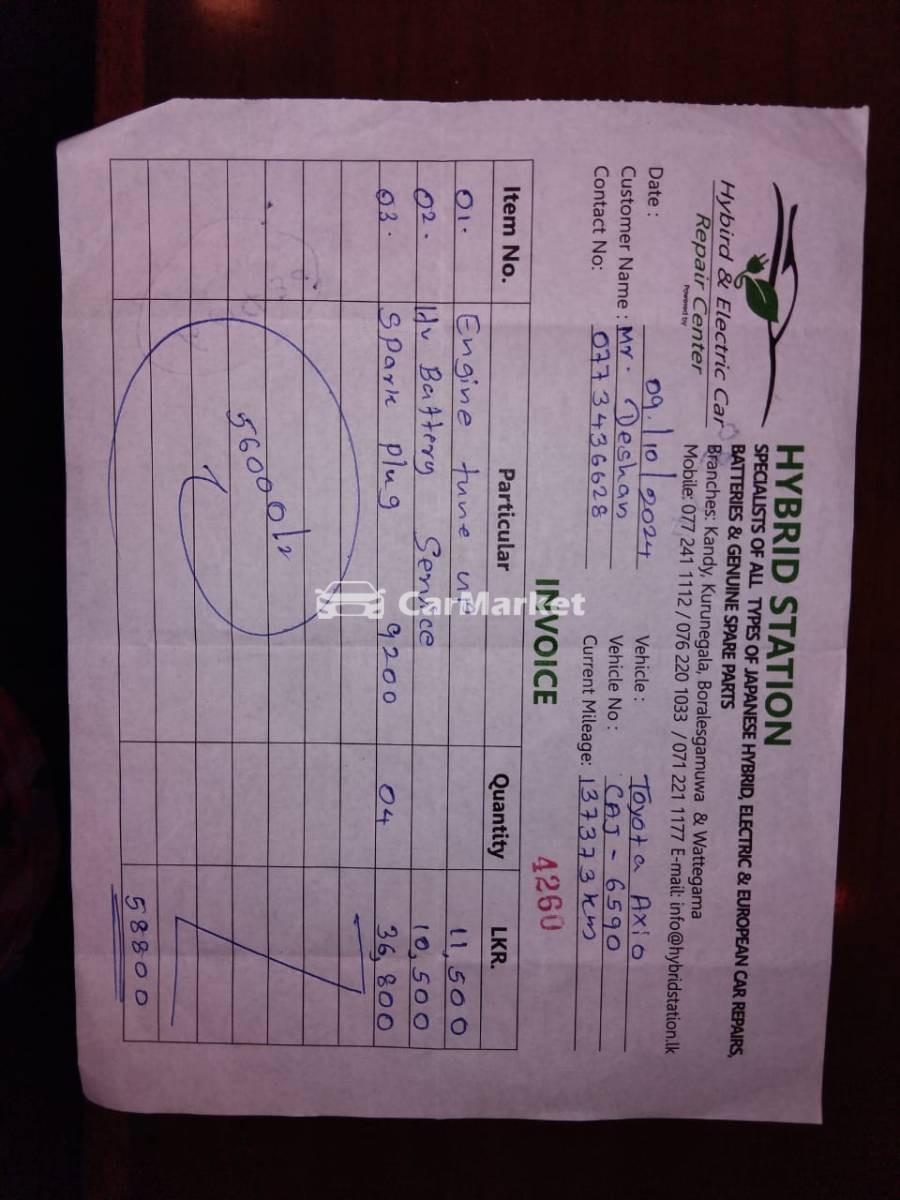 HYBRID STATION
SPECIALISTS OF ALL TYPES OF JAPANESE HYBRID, ELECTRIC & EUROPEAN CAR REPAIRS,
BATTERIES & GENUINE SPARE PARTS
Branches: Kandy, Kurunegala, Boralesgamuwa & Wattegama
Mobile: 077 241 1112 / 076 220 1033 / 071 221 1177 E-mail: info@hybridstation.lk
Hybird & Electric Car
Repair Center
Powered by
Date : 09/10/2024 Vehicle : Toyota Axio
Customer Name : Mr. Deshan Vehicle No : CAJ-6590
Contact No: 0773436628 Current Mileage: 137373km
INVOICE 4260
Item No. Particular Quantity LKR.
01. Engine tune up 11,500
02. Hv Battery Service 10,500
03. Spark plug 9200 04 36,800
56000/=
58800
CarMarket